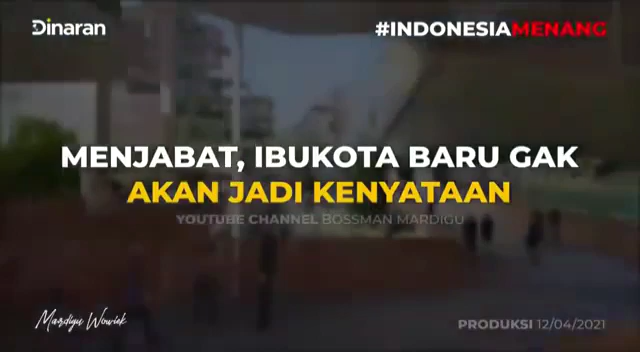 Dinaran
#INDONESIAMENANG
MENJABAT, IBUKOTA BARU GAK
AKAN JADI KENYATAAN
YOUTUBE CHANNEL BOSSMAN MARDIGU
Mardigu Wowiek
PRODUKSI 12/04/2021